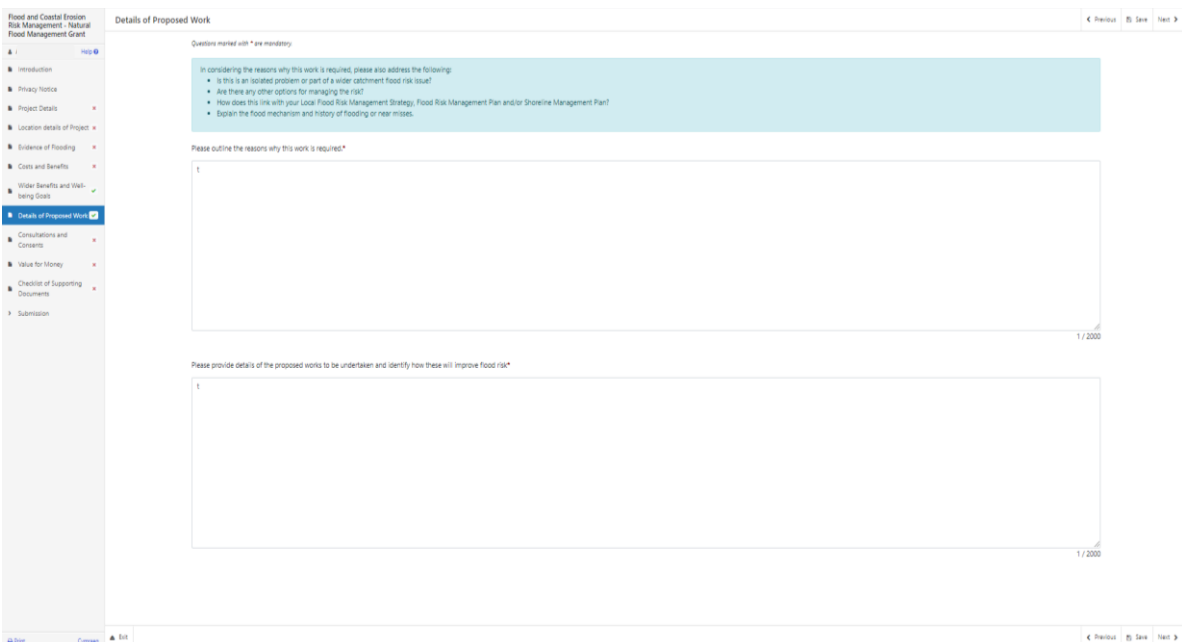 Flood and Coastal Erosion
Risk Management - Natural
Flood Management Grant
Help
Introduction
Privacy Notice
Project Details
Location details of Project
Evidence of Flooding
Costs and Benefits
Wider Benefits and Well-
being Goals
Details of Proposed Work
Consultations and
Consents
Value for Money
Checklist of Supporting
Documents
Submission
Print
Details of Proposed Work
Previous Save Next
Questions marked with * are mandatory
In considering the reasons why this work is required, please also address the following:
• Is this is an isolated problem or part of a wider catchment flood risk issue?
• Are there any other options for managing the risk?
• How does this link with your Local Flood Risk Management Strategy, Flood Risk Management Plan and/or Shoreline Management Plan?
• Explain the flood mechanism and history of flooding or near misses.
Please outline the reasons why this work is required.*
t
1 / 2000
Please provide details of the proposed works to be undertaken and identify how these will improve flood risk*
t
1 / 2000
Exit
Previous Save Next